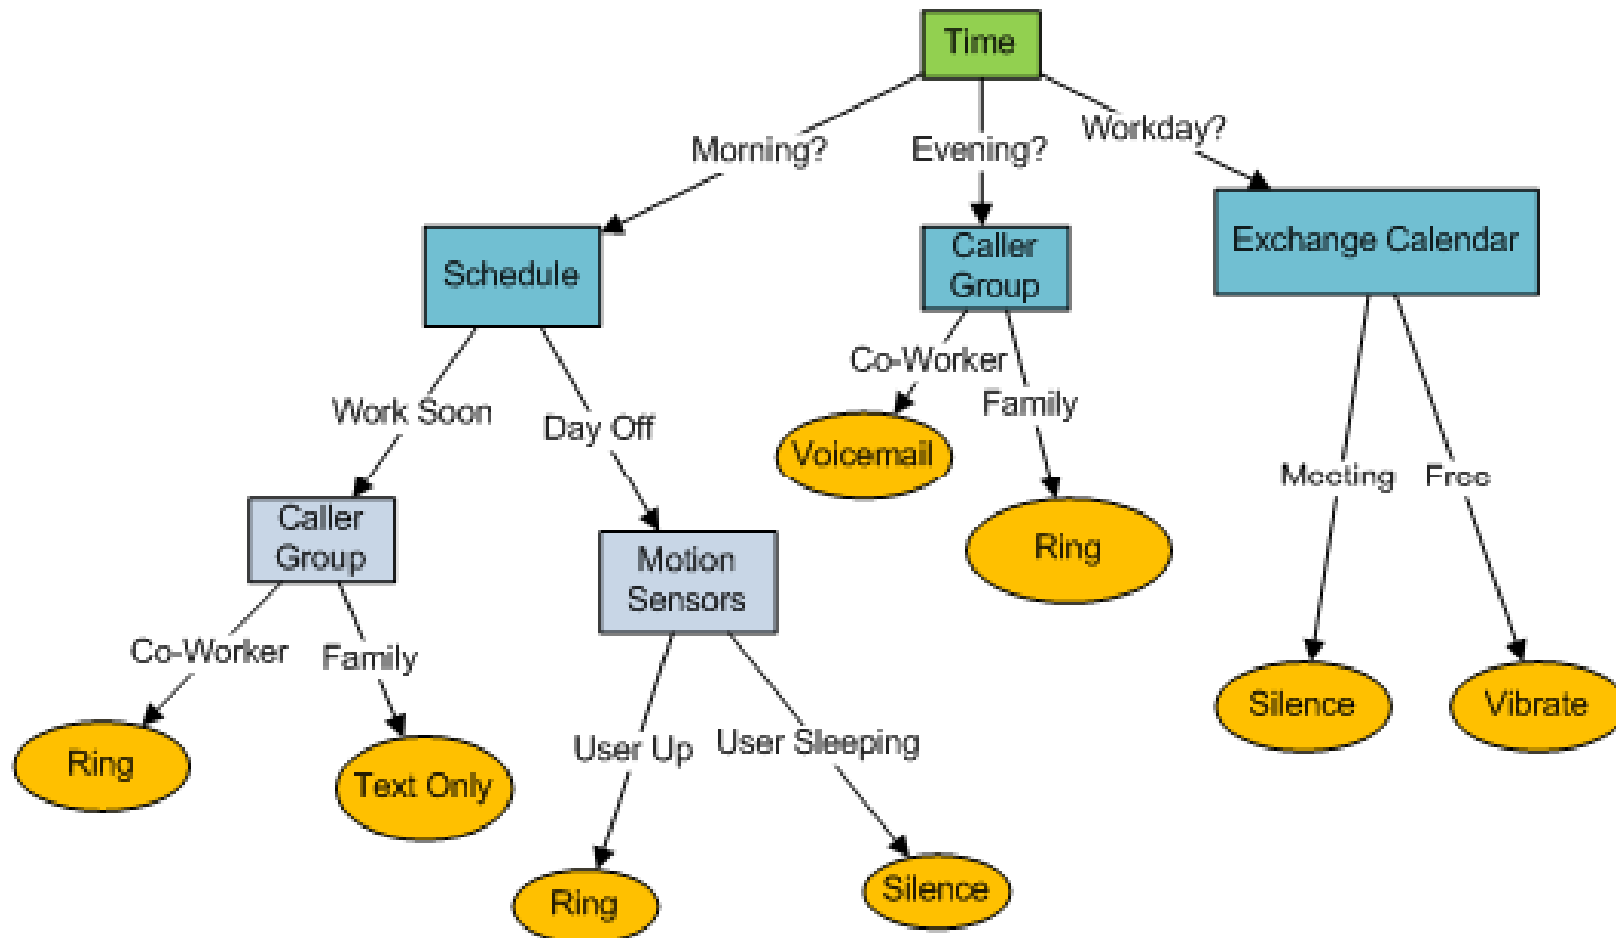 Time
Morning?
Evening?
Workday?
Schedule
Caller
Group
Exchange Calendar
Work Soon
Day Off
Co-Worker
Family
Meeting
Free
Voicemail
Ring
Caller
Group
Motion
Sensors
Co-Worker
Family
User Up
User Sleeping
Silence
Vibrate
Ring
Text Only
Ring
Silence